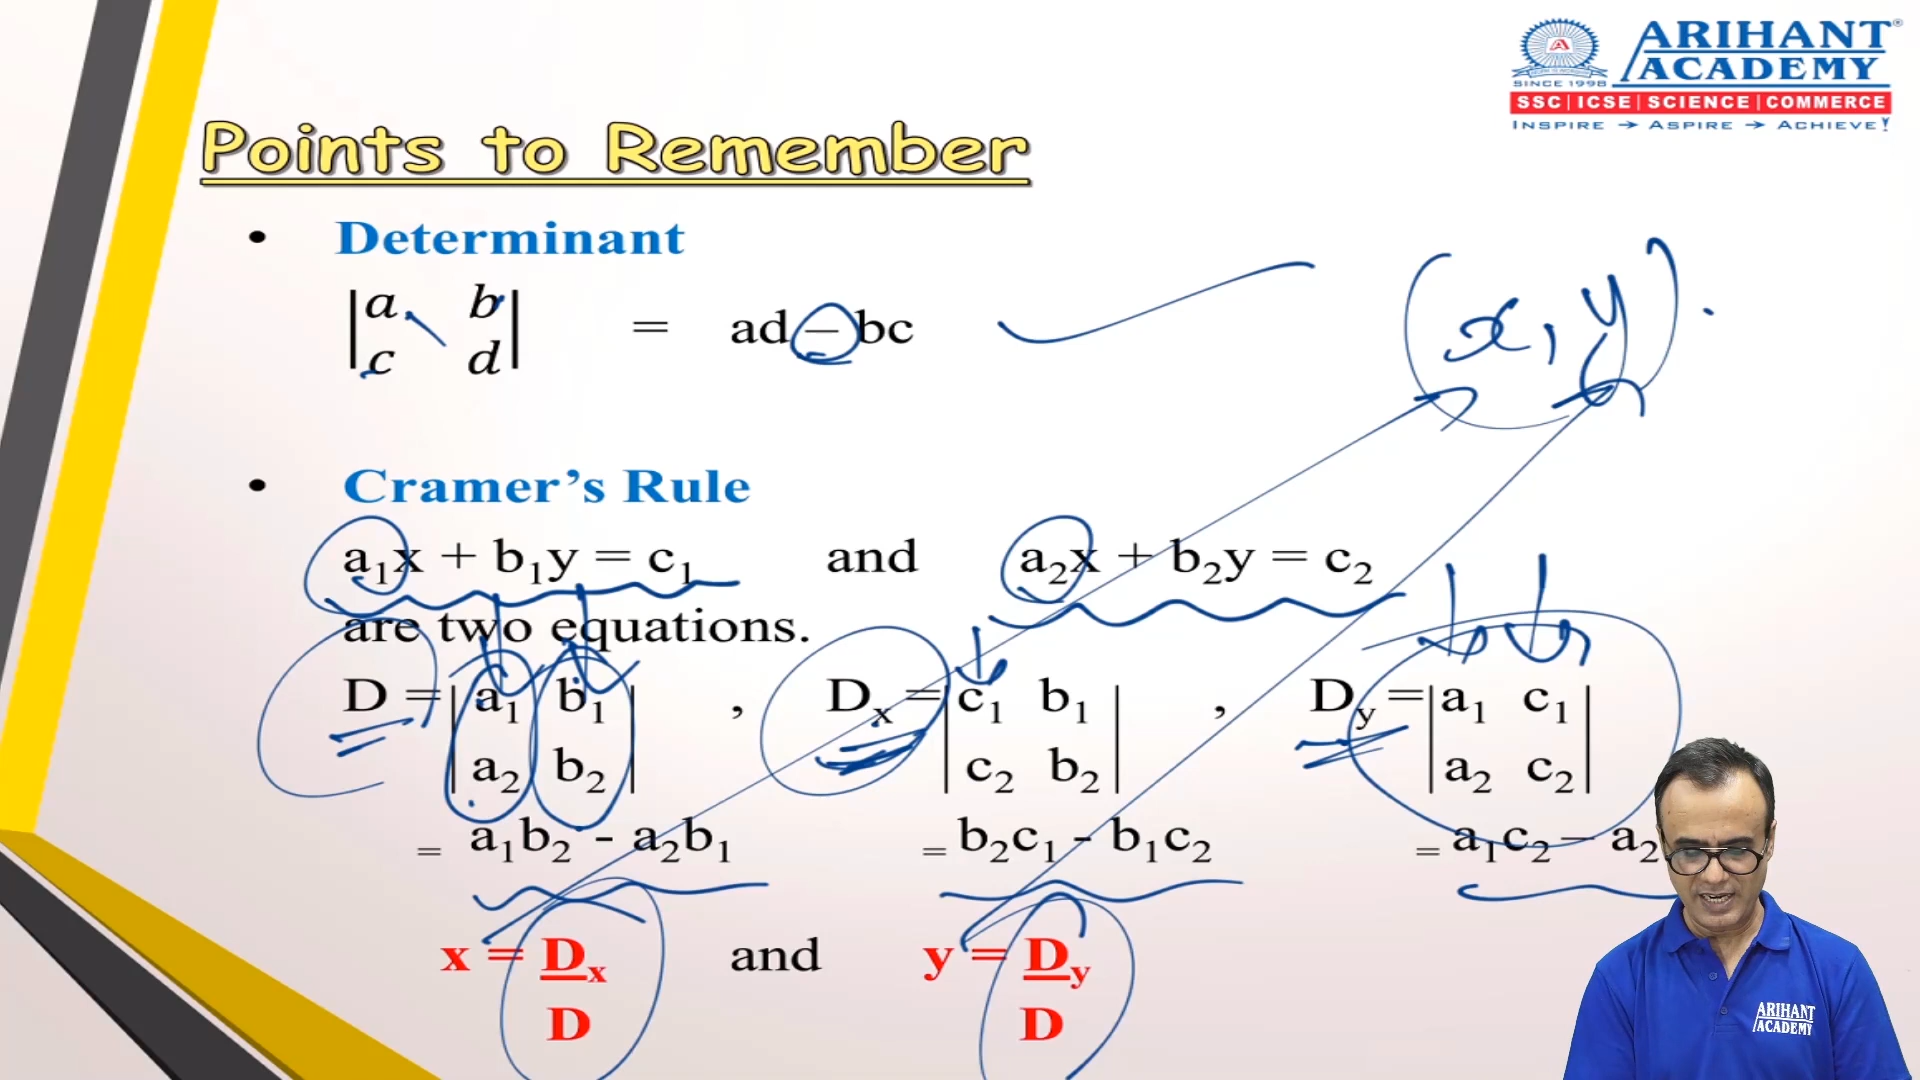 ARIHANT
ACADEMY
SINCE 1998
SSC | ICSE | SCIENCE | COMMERCE
INSPIRE → ASPIRE → ACHIEVE!
Points to Remember
• Determinant
|a b|
|c d| = ad – bc
(x, y).
• Cramer's Rule
a₁x + b₁y = c₁ and a₂x + b₂y = c₂
are two equations.
D = |a₁ b₁| , Dₓ = |c₁ b₁| , Dy = |a₁ c₁|
|a₂ b₂| |c₂ b₂| |a₂ c₂|
= a₁b₂ - a₂b₁ = b₂c₁ - b₁c₂ = a₁c₂ – a₂
x = Dₓ and y = Dy
D D
ARIHANT
ACADEMY